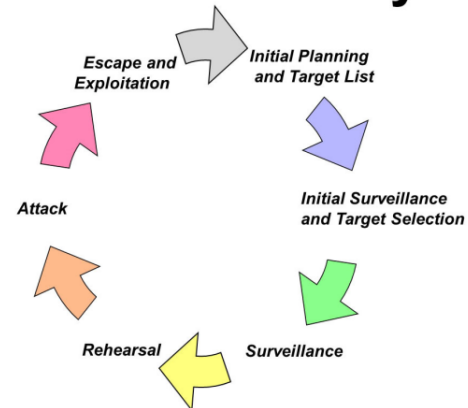 Initial Planning
and Target List
Initial Surveillance
and Target Selection
Surveillance
Rehearsal
Attack
Escape and
Exploitation